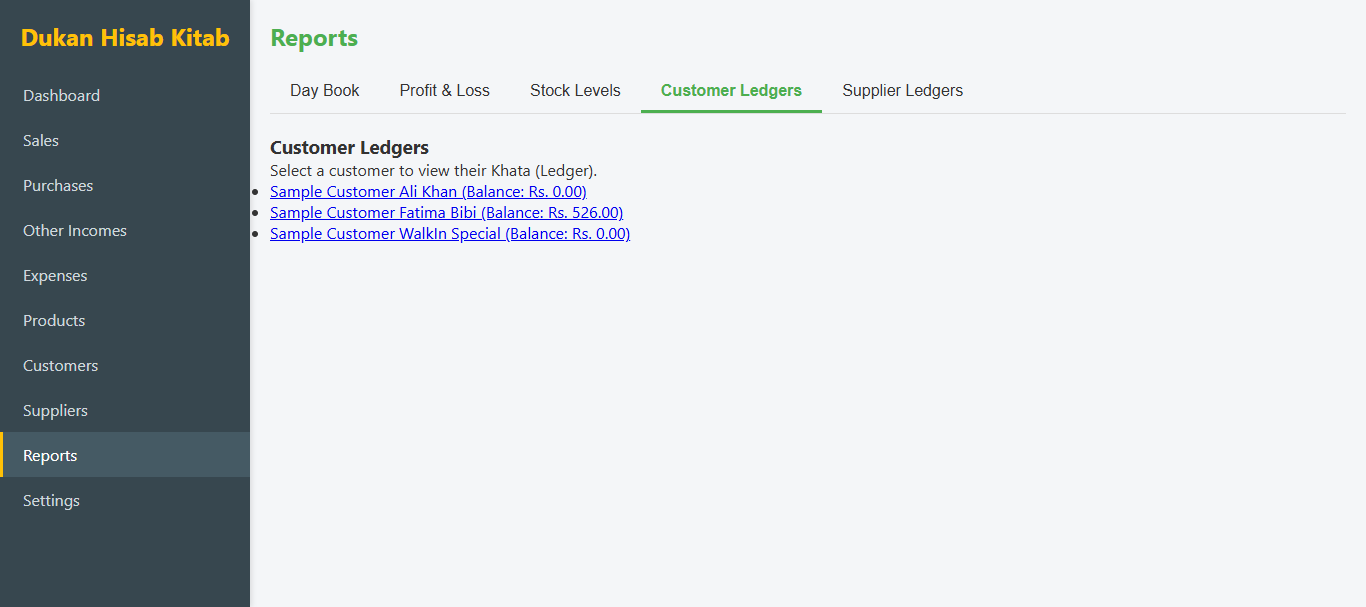 Dukan Hisab Kitab
Dashboard
Sales
Purchases
Other Incomes
Expenses
Products
Customers
Suppliers
Reports
Settings
Reports
Day Book Profit & Loss Stock Levels Customer Ledgers Supplier Ledgers
Customer Ledgers
Select a customer to view their Khata (Ledger).
Sample Customer Ali Khan (Balance: Rs. 0.00)
Sample Customer Fatima Bibi (Balance: Rs. 526.00)
Sample Customer WalkIn Special (Balance: Rs. 0.00)